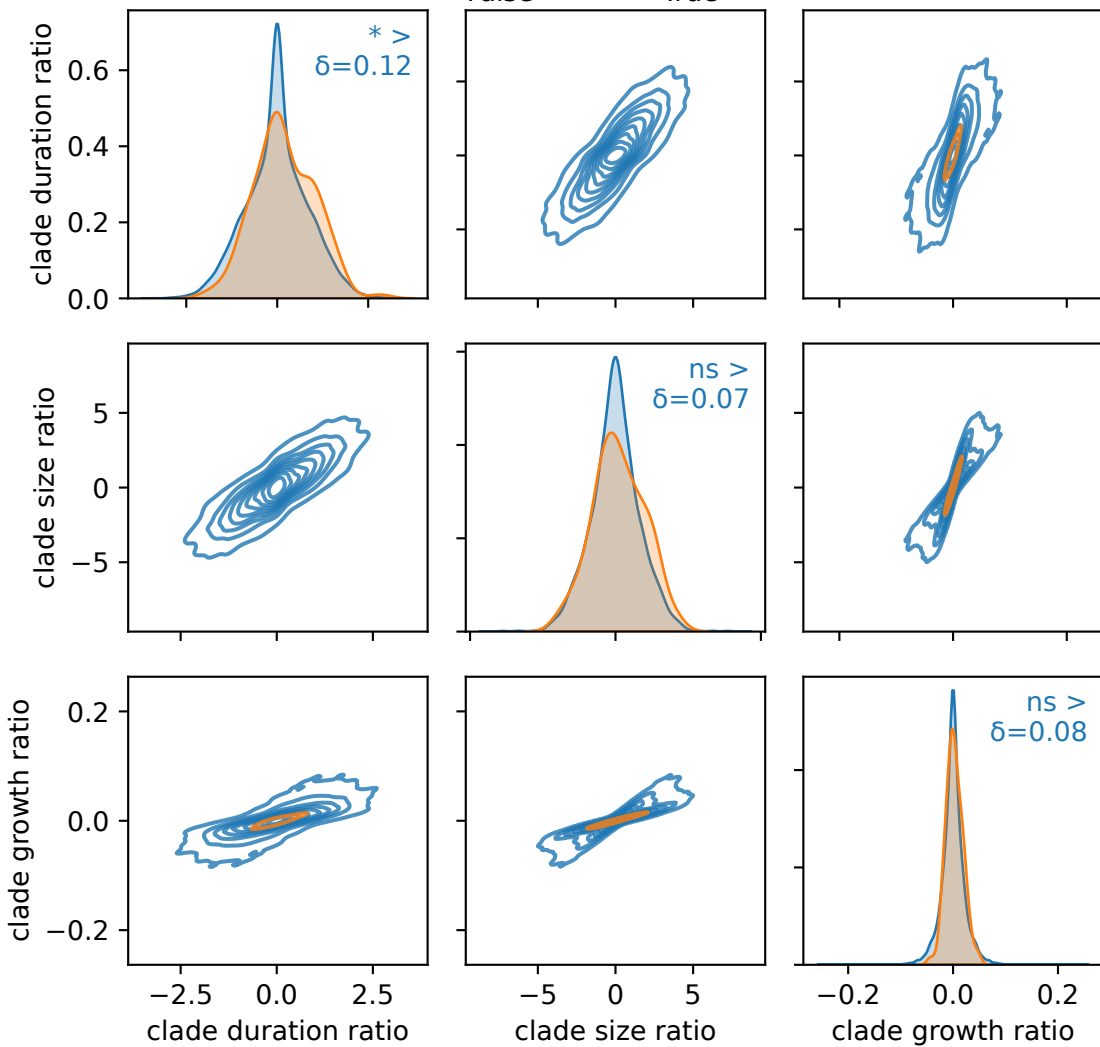 clade duration ratio
0.6
0.4
0.2
0.0
* >
δ=0.12
clade size ratio
5
0
−5
ns >
δ=0.07
clade growth ratio
0.2
0.0
−0.2
ns >
δ=0.08
−2.5 0.0 2.5
−5 0 5
−0.2 0.0 0.2
clade duration ratio
clade size ratio
clade growth ratio